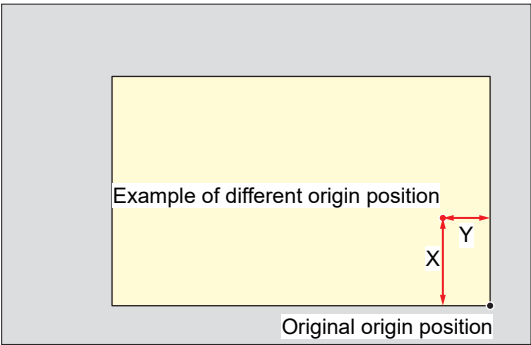 Example of different origin position
Y
X
Original origin position